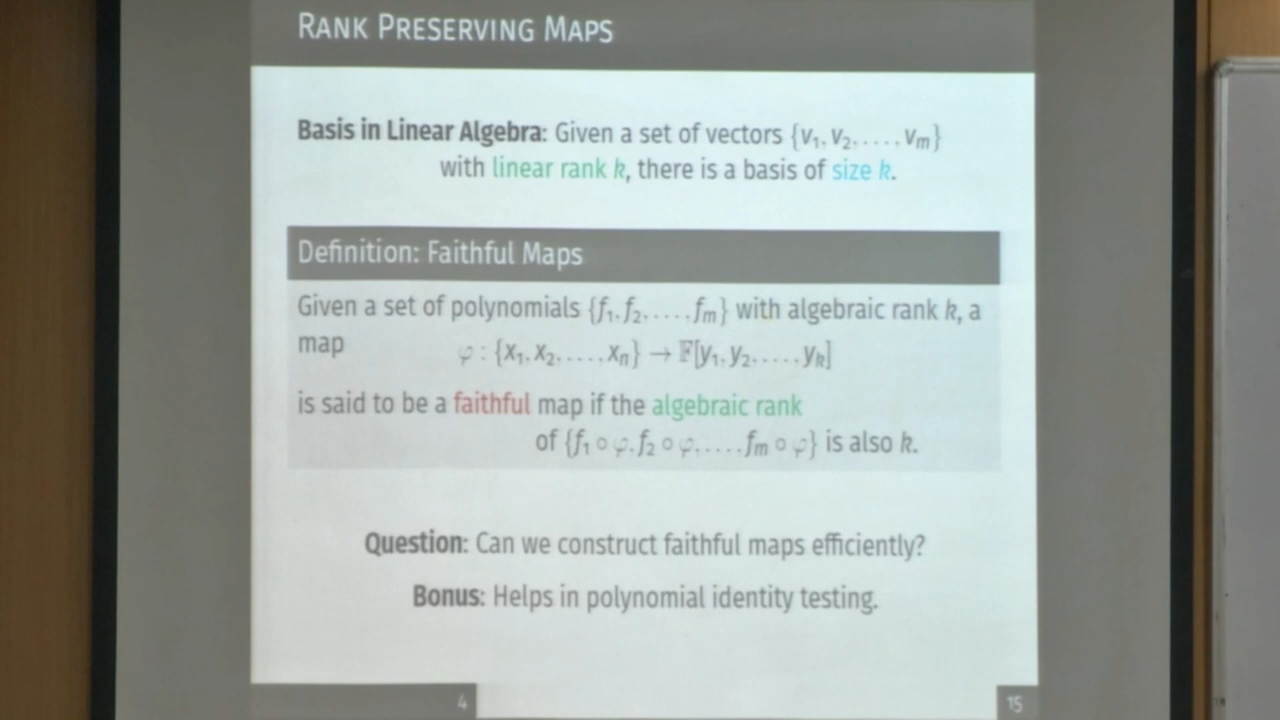 RANK PRESERVING MAPS
Basis in Linear Algebra: Given a set of vectors {v₁, v₂, . . . , vₘ}
with linear rank k, there is a basis of size k.
Definition: Faithful Maps
Given a set of polynomials {f₁, f₂, . . . , fₘ} with algebraic rank k, a
map φ : {x₁, x₂, . . . , xₙ} → 𝔽[y₁, y₂, . . . , yₖ]
is said to be a faithful map if the algebraic rank
of {f₁ ∘ φ, f₂ ∘ φ, . . . , fₘ ∘ φ} is also k.
Question: Can we construct faithful maps efficiently?
Bonus: Helps in polynomial identity testing.
4
15